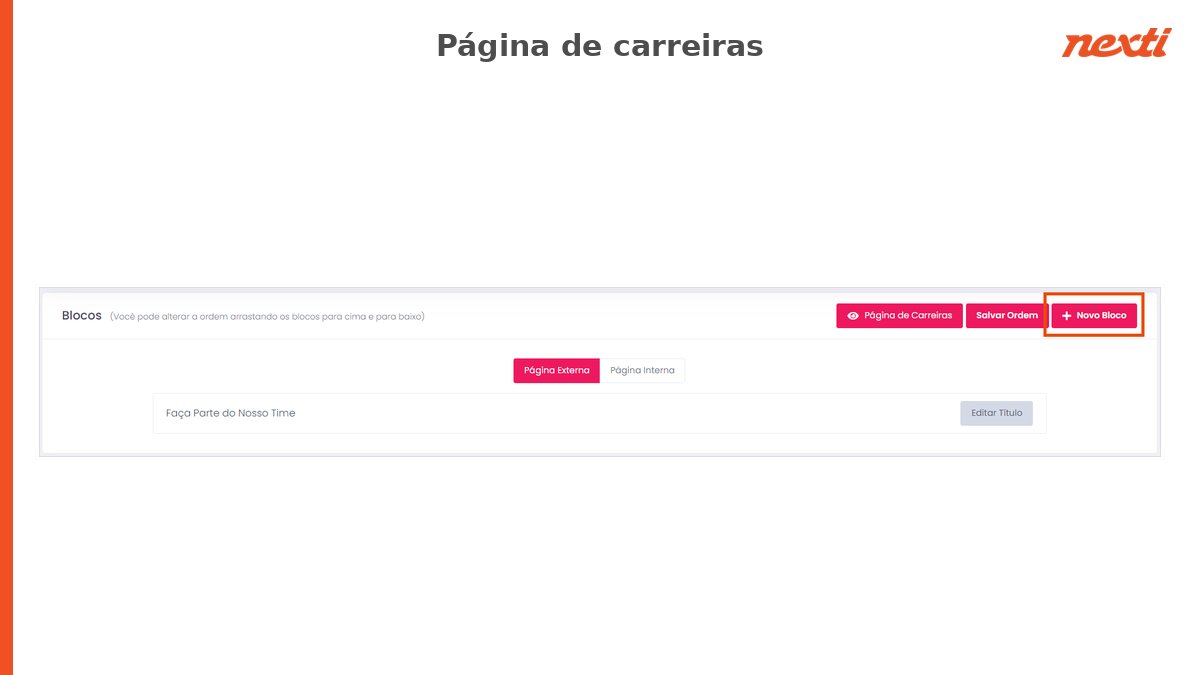 Página de carreiras
nexti
Blocos (Você pode alterar a ordem arrastando os blocos para cima e para baixo)
Página de Carreiras
Salvar Ordem
+ Novo Bloco
Página Externa
Página Interna
Faça Parte do Nosso Time
Editar Título